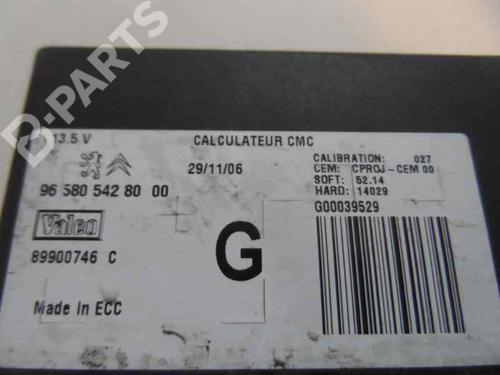 B-PARTS
13.5 V
CALCULATEUR CMC
29/11/06
CALIBRATION: 027
CEM: CPROJ-CEM 00
SOFT: 52.14
HARD: 14029
96 580 542 80 00
G00039529
Valeo
89900746 C
G
Made in ECC